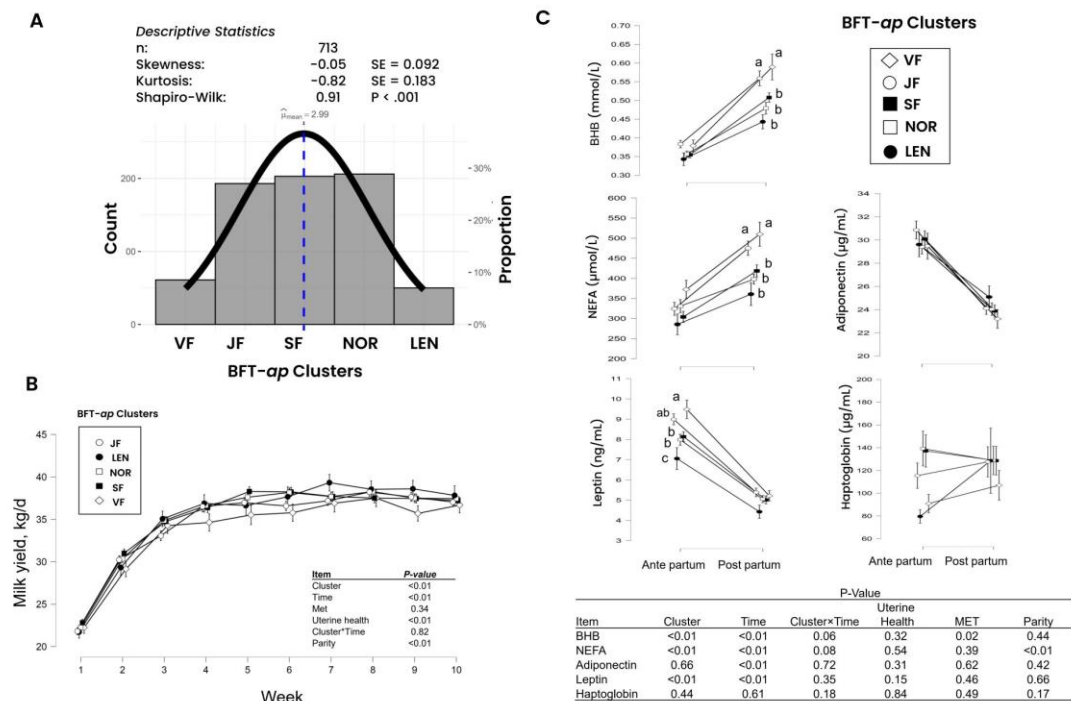 A
Descriptive Statistics
n: 713
Skewness: −0.05 SE = 0.092
Kurtosis: −0.82 SE = 0.183
Shapiro-Wilk: 0.91 P < .001
μ̂mean = 2.99
Count
200
00
0
30%
20%
10%
0%
Proportion
VF JF SF NOR LEN
BFT-ap Clusters
B
BFT-ap Clusters
JF
LEN
NOR
SF
VF
Milk yield, kg/d
45
40
35
30
25
20
Item P-value
Cluster <0.01
Time <0.01
Met 0.34
Uterine health <0.01
Cluster*Time 0.82
Parity <0.01
1 2 3 4 5 6 7 8 9 10
Week
C
BFT-ap Clusters
VF
JF
SF
NOR
LEN
BHB (mmol/L)
0.70
0.65
0.60
0.55
0.50
0.45
0.40
0.35
0.30
a
a
b
b
b
NEFA (μmol/L)
600
550
500
450
400
350
300
250
200
a
a
b
b
b
Adiponectin (μg/mL)
34
32
30
28
26
24
22
20
Leptin (ng/mL)
11
10
9
8
7
6
5
4
3
a
ab
b
b
c
Haptoglobin (μg/mL)
180
160
140
120
100
80
60
Ante partum Post partum
Ante partum Post partum
P-Value
Uterine
Item Cluster Time Cluster×Time Health MET Parity
BHB <0.01 <0.01 0.06 0.32 0.02 0.44
NEFA <0.01 <0.01 0.08 0.54 0.39 <0.01
Adiponectin 0.66 <0.01 0.72 0.31 0.62 0.42
Leptin <0.01 <0.01 0.35 0.15 0.46 0.66
Haptoglobin 0.44 0.61 0.18 0.84 0.49 0.17